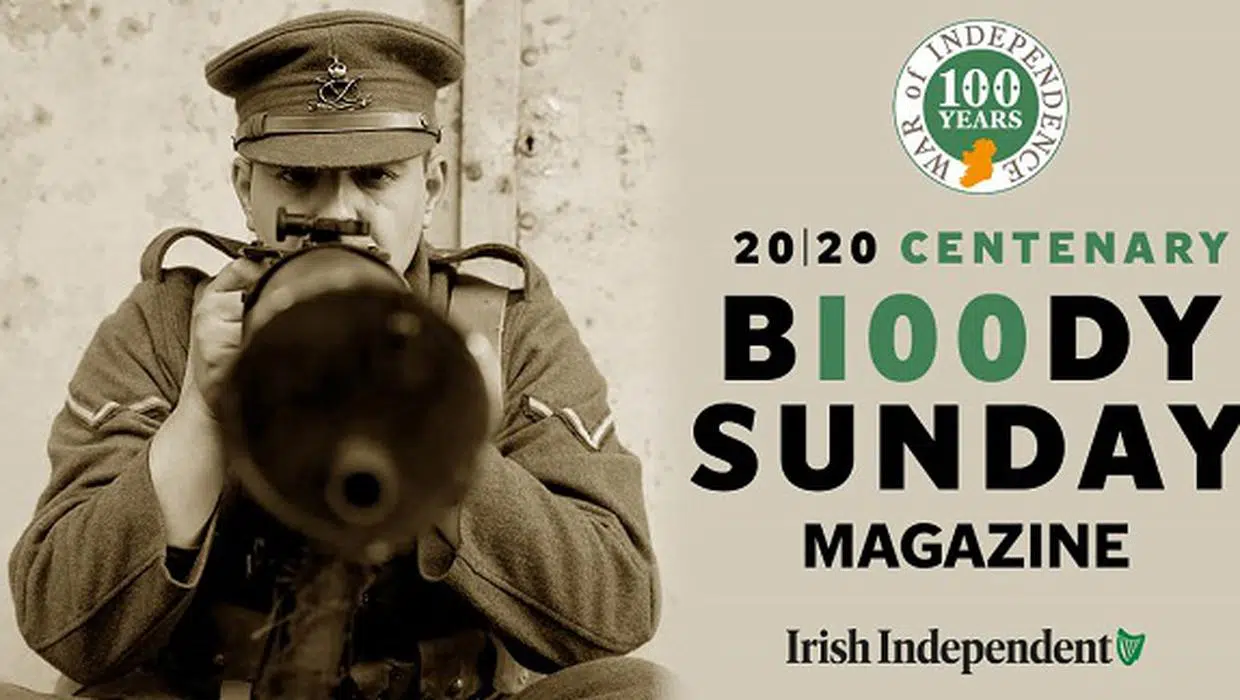 WAR of INDEPENDENCE
100
YEARS
20|20 CENTENARY
B100DY
SUNDAY
MAGAZINE
Irish Independent